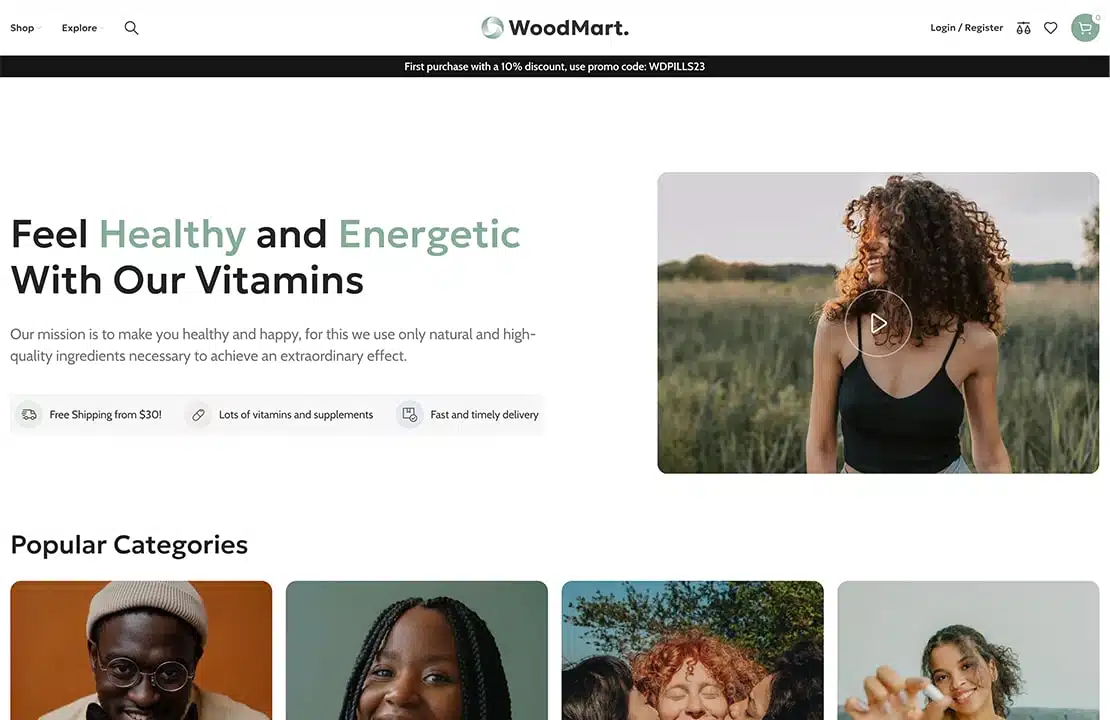 Shop
Explore
WoodMart.
Login / Register
0
First purchase with a 10% discount, use promo code: WDPILLS23
Feel Healthy and Energetic
With Our Vitamins
Our mission is to make you healthy and happy, for this we use only natural and high-
quality ingredients necessary to achieve an extraordinary effect.
Free Shipping from $30!
Lots of vitamins and supplements
Fast and timely delivery
Popular Categories